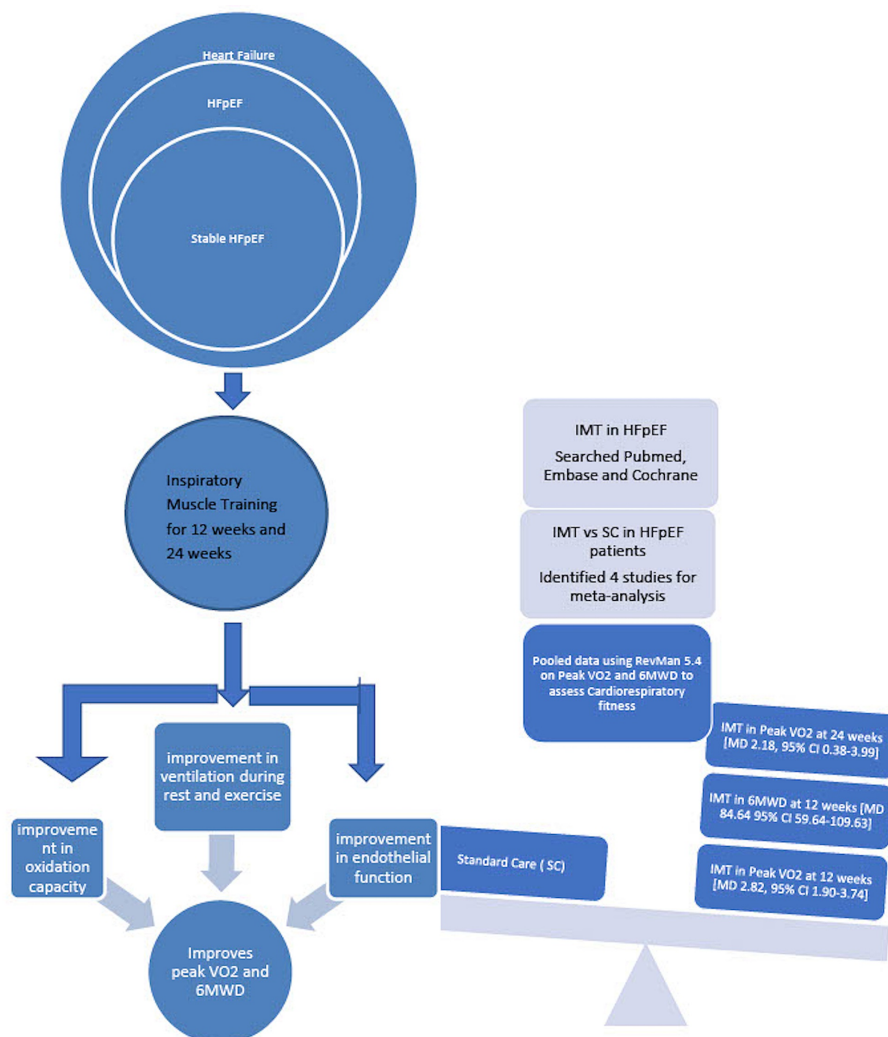 Heart Failure
HFpEF
Stable HFpEF
Inspiratory
Muscle Training
for 12 weeks and
24 weeks
improvement in
ventilation during
rest and exercise
improveme
nt in
oxidation
capacity
improvement
in endothelial
function
Improves
peak VO2 and
6MWD
IMT in HFpEF
Searched Pubmed,
Embase and Cochrane
IMT vs SC in HFpEF
patients
Identified 4 studies for
meta-analysis
Pooled data using RevMan 5.4
on Peak VO2 and 6MWD to
assess Cardiorespiratory
fitness
IMT in Peak VO2 at 24 weeks
[MD 2.18, 95% CI 0.38-3.99]
IMT in 6MWD at 12 weeks [MD
84.64 95% CI 59.64-109.63]
IMT in Peak VO2 at 12 weeks
[MD 2.82, 95% CI 1.90-3.74]
Standard Care ( SC)